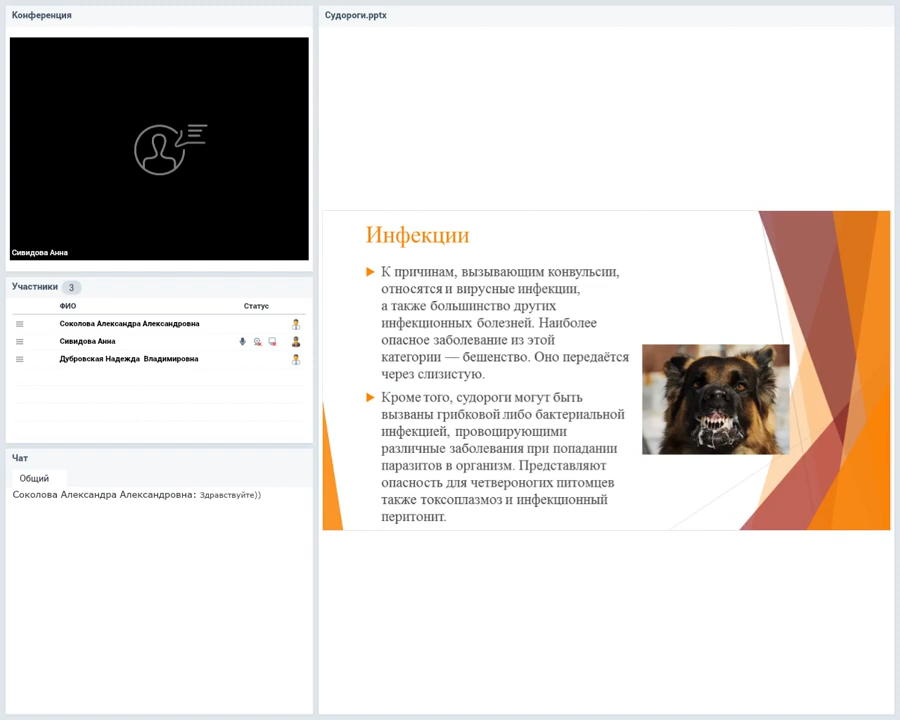 Конференция
Сивидова Анна
Участники 3
ФИО Статус
Соколова Александра Александровна
Сивидова Анна
Дубровская Надежда Владимировна
Чат
Общий
Соколова Александра Александровна: Здравствуйте))
Судороги.pptx
Инфекции
К причинам, вызывающим конвульсии,
относятся и вирусные инфекции,
а также большинство других
инфекционных болезней. Наиболее
опасное заболевание из этой
категории — бешенство. Оно передаётся
через слизистую.
Кроме того, судороги могут быть
вызваны грибковой либо бактериальной
инфекцией, провоцирующими
различные заболевания при попадании
паразитов в организм. Представляют
опасность для четвероногих питомцев
также токсоплазмоз и инфекционный
перитонит.